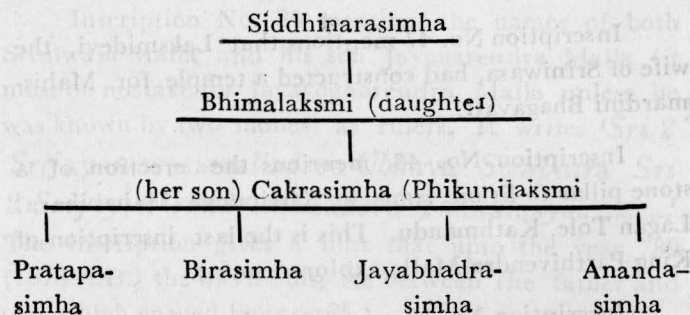 Siddhinarasimha
Bhimalaksmi (daughter)
(her son) Cakrasimha (Phikunilaksmi
Pratapa- Birasimha Jayabhadra- Ananda-
simha simha simha